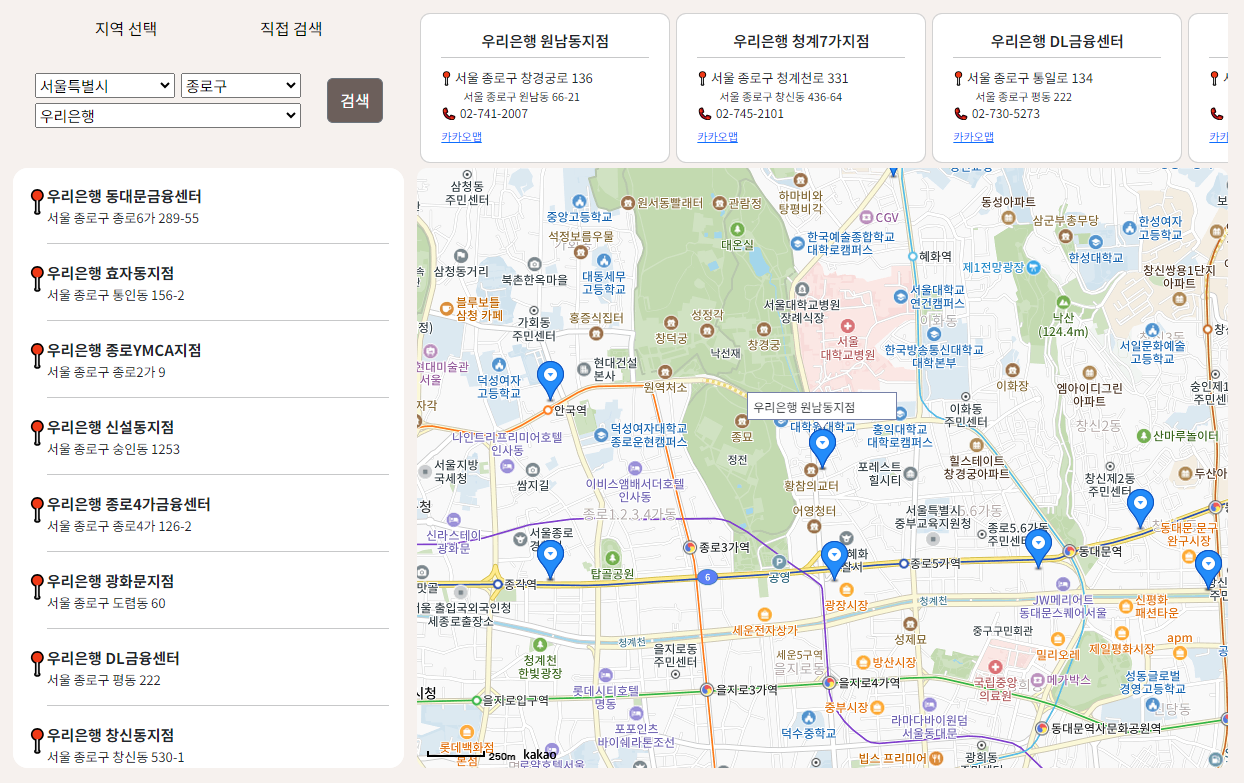 지역 선택
직접 검색
서울특별시
종로구
우리은행
검색
우리은행 원남동지점
서울 종로구 창경궁로 136
서울 종로구 원남동 66-21
02-741-2007
카카오맵
우리은행 청계7가지점
서울 종로구 청계천로 331
서울 종로구 창신동 436-64
02-745-2101
카카오맵
우리은행 DL금융센터
서울 종로구 통일로 134
서울 종로구 평동 222
02-730-5273
카카오맵
우리은행 동대문금융센터
서울 종로구 종로6가 289-55
우리은행 효자동지점
서울 종로구 통인동 156-2
우리은행 종로YMCA지점
서울 종로구 종로2가 9
우리은행 신설동지점
서울 종로구 숭인동 1253
우리은행 종로4가금융센터
서울 종로구 종로4가 126-2
우리은행 광화문지점
서울 종로구 도렴동 60
우리은행 DL금융센터
서울 종로구 평동 222
우리은행 창신동지점
서울 종로구 창신동 530-1
삼청동
주민센터
중앙고등학교
원서동빨래터
관람정
하마비와
탕평비각
CGV
동성아파트
삼군부총무당
한성여자
고등학교
석정보름우물
대온실
한국예술종합학교
대학로캠퍼스
혜화역
한성대학교
삼청동거리
북촌한옥마을
대동세무
고등학교
제1전망광장
창신쌍용1단지
아파트
블루보틀
삼청 카페
가회동
주민센터
홍증식집터
창덕궁
성정각
창경궁
서울대학교병원
장례식장
서울대학교
연건캠퍼스
이화동
낙산
(124.4m)
서울
대학교병원
한국방송통신대학교
대학본부
서일문화예술
고등학교
현대미술관
서울
덕성여자
고등학교
현대건설
본사
낙선재
원역처소
이화장
엠아이디그린
아파트
안국역
우리은행 원남동지점
이화동
주민센터
창신2동
나인트리프리미어호텔
인사동
덕성여자대학교
종로운현캠퍼스
종묘
정전
홍익대학교
대학로캠퍼스
산마루놀이터
서울지방
국세청
쌈지길
이비스앰배서더호텔
인사동
황참의교터
포레스트
힐시티
힐스테이트
창경궁아파트
창신제2동
주민센터
종로1.2.3.4가동
어영청터
서울특별시
중부교육지원청
종로5.6가동
신라스테이
광화문
서울종로
종로3가역
탑골공원
공영
종로5가역
동대문역
동대문 문구
완구시장
종각역
6
광장시장
청계천
JW메리어트
동대문스퀘어서울
신평화
패션타운
세종로출장소
세운전자상가
성제묘
중구구민회관
apm
밀리오레
제일평화시장
청계천
청계천
한빛광장
을지로동
주민센터
세운5구역
을지로동
방산시장
국립중앙
의료원
메가박스
성동글로벌
경영고등학교
을지로입구역
롯데시티호텔
명동
을지로3가역
을지로4가역
중부시장
포포인츠
바이쉐라톤조선
덕수중학교
라마다바이윈덤
서울동대문
동대문역사문화공원역
롯데백화점
본점
250m
kakao
법스 프리미어
광희동